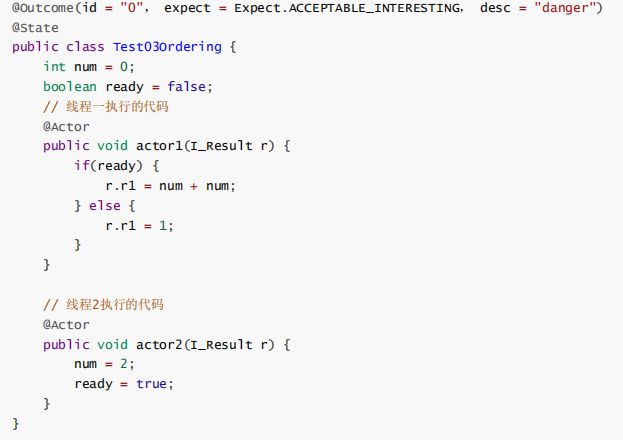 @Outcome(id = "0", expect = Expect.ACCEPTABLE_INTERESTING, desc = "danger")
@State
public class Test03Ordering {
    int num = 0;
    boolean ready = false;
    // 线程一执行的代码
    @Actor
    public void actor1(I_Result r) {
        if(ready) {
            r.r1 = num + num;
        } else {
            r.r1 = 1;
        }
    }

    // 线程2执行的代码
    @Actor
    public void actor2(I_Result r) {
        num = 2;
        ready = true;
    }
}